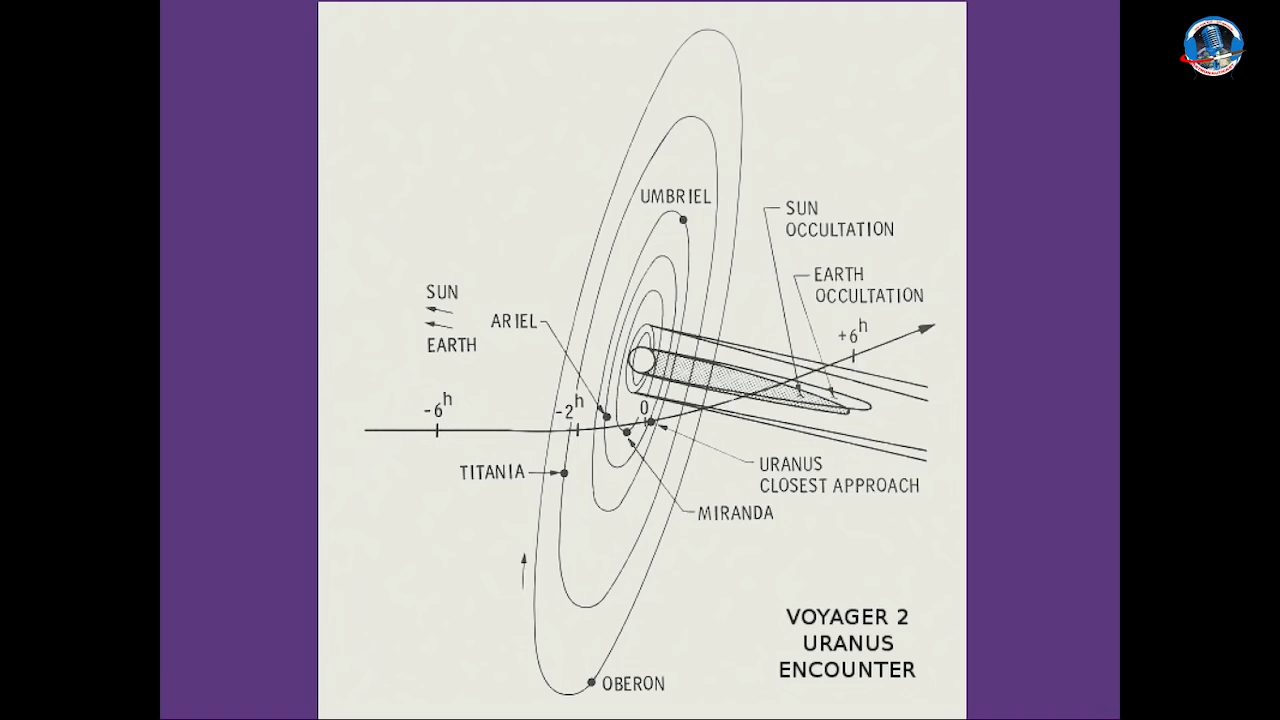 UMBRIEL
SUN
OCCULTATION
EARTH
OCCULTATION
SUN
EARTH
ARIEL
+6h
-6h
-2h
0
TITANIA
URANUS
CLOSEST APPROACH
MIRANDA
OBERON
VOYAGER 2
URANUS
ENCOUNTER